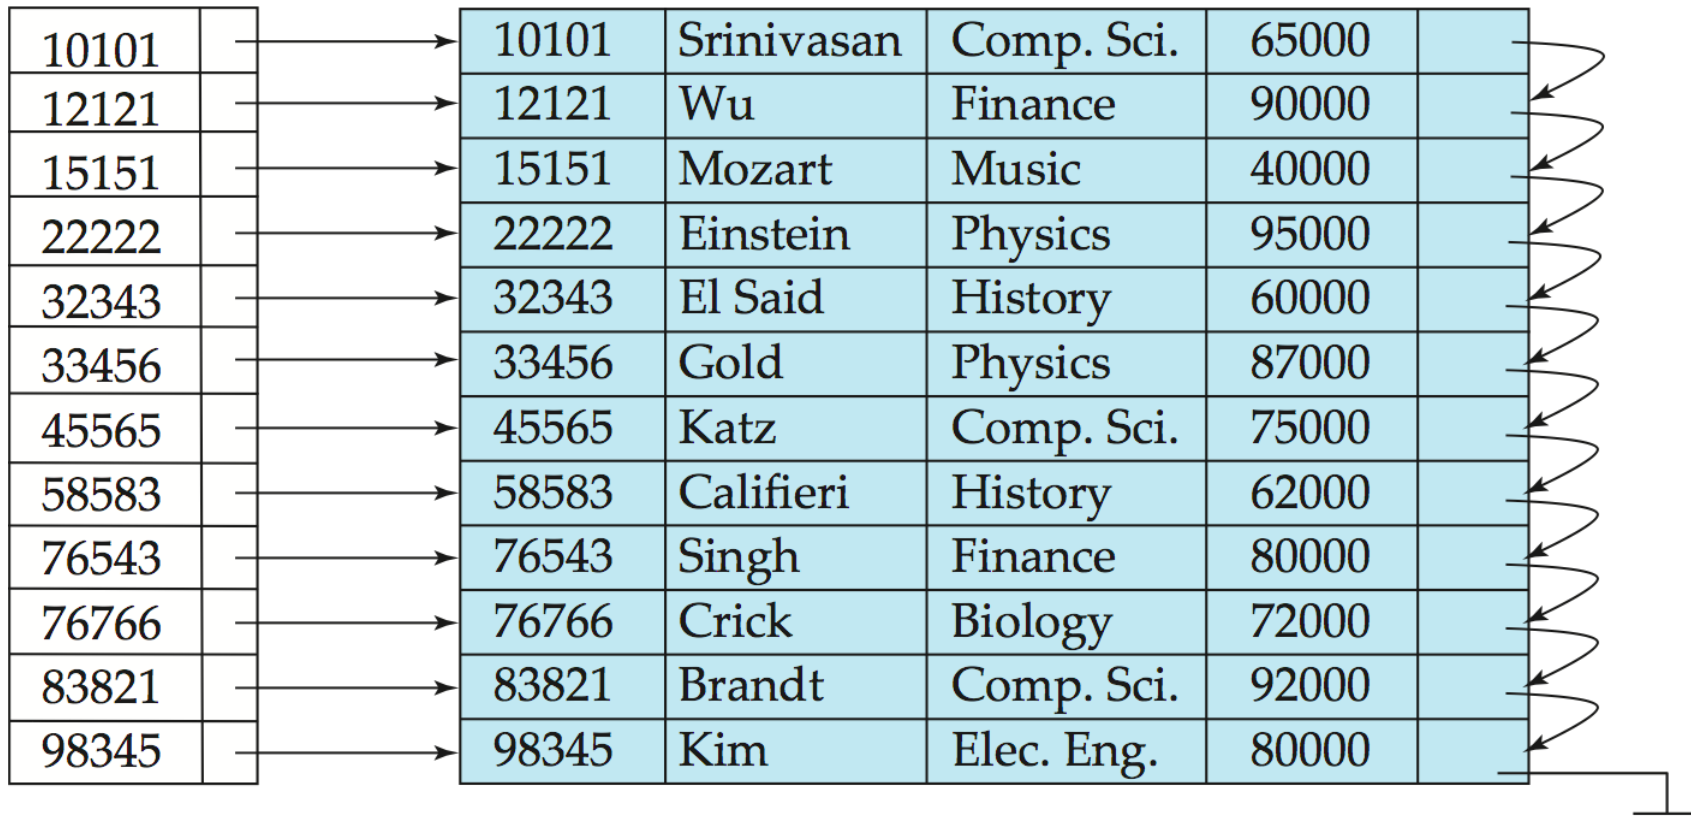 10101 10101 Srinivasan Comp. Sci. 65000
12121 12121 Wu Finance 90000
15151 15151 Mozart Music 40000
22222 22222 Einstein Physics 95000
32343 32343 El Said History 60000
33456 33456 Gold Physics 87000
45565 45565 Katz Comp. Sci. 75000
58583 58583 Califieri History 62000
76543 76543 Singh Finance 80000
76766 76766 Crick Biology 72000
83821 83821 Brandt Comp. Sci. 92000
98345 98345 Kim Elec. Eng. 80000